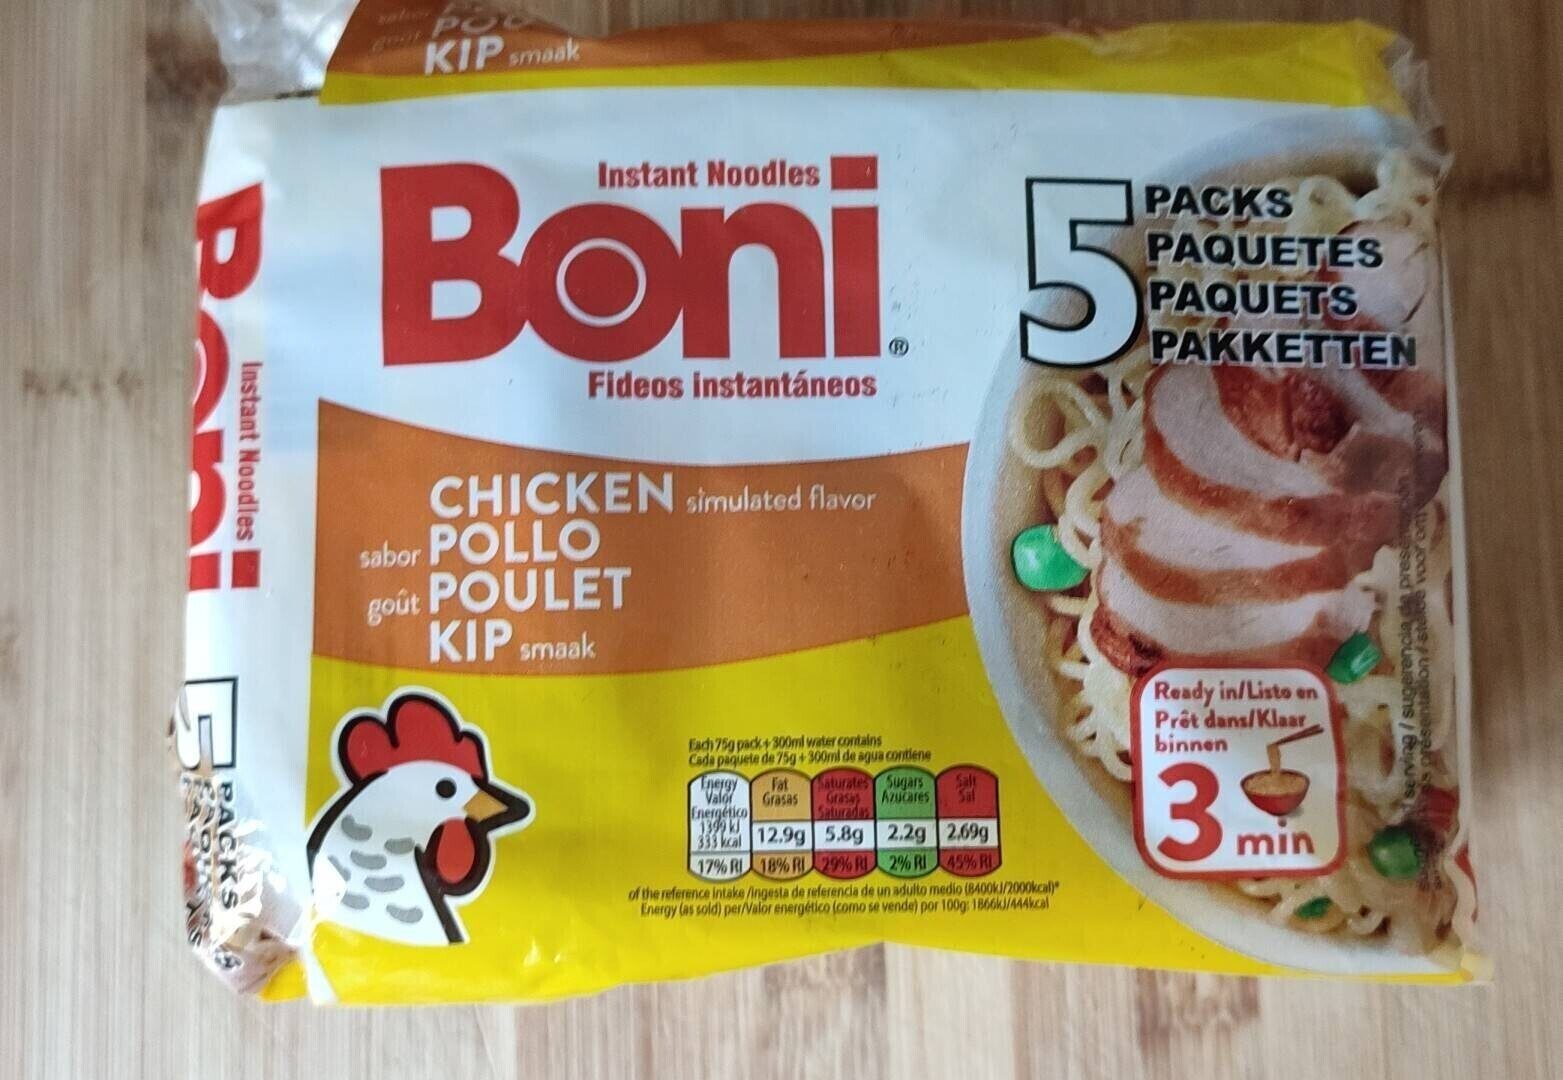 KIP smaak
Instant Noodles
Boni®
Fideos instantáneos
5 PACKS
PAQUETES
PAQUETS
PAKKETTEN
CHICKEN simulated flavor
sabor POLLO
goût POULET
KIP smaak
Each 75g pack + 300ml water contains
Cada paquete de 75g + 300ml de agua contiene
Energy Valor Energético 1399 kJ 333 kcal 17% RI
Fat Grasas 12.9g 18% RI
Saturates Grasas Saturadas 5.8g 29% RI
Sugars Azúcares 2.2g 2% RI
Salt Sal 2.69g 45% RI
of the reference intake /ingesta de referencia de un adulto medio (8400kJ/2000kcal)*
Energy (as sold) per/Valor energético (como se vende) por 100g: 1866kJ/444kcal
Ready in/Listo en
Prêt dans/Klaar
binnen
3 min
serving / sugerencia de
Boni
Instant Noodles
5 PACKS